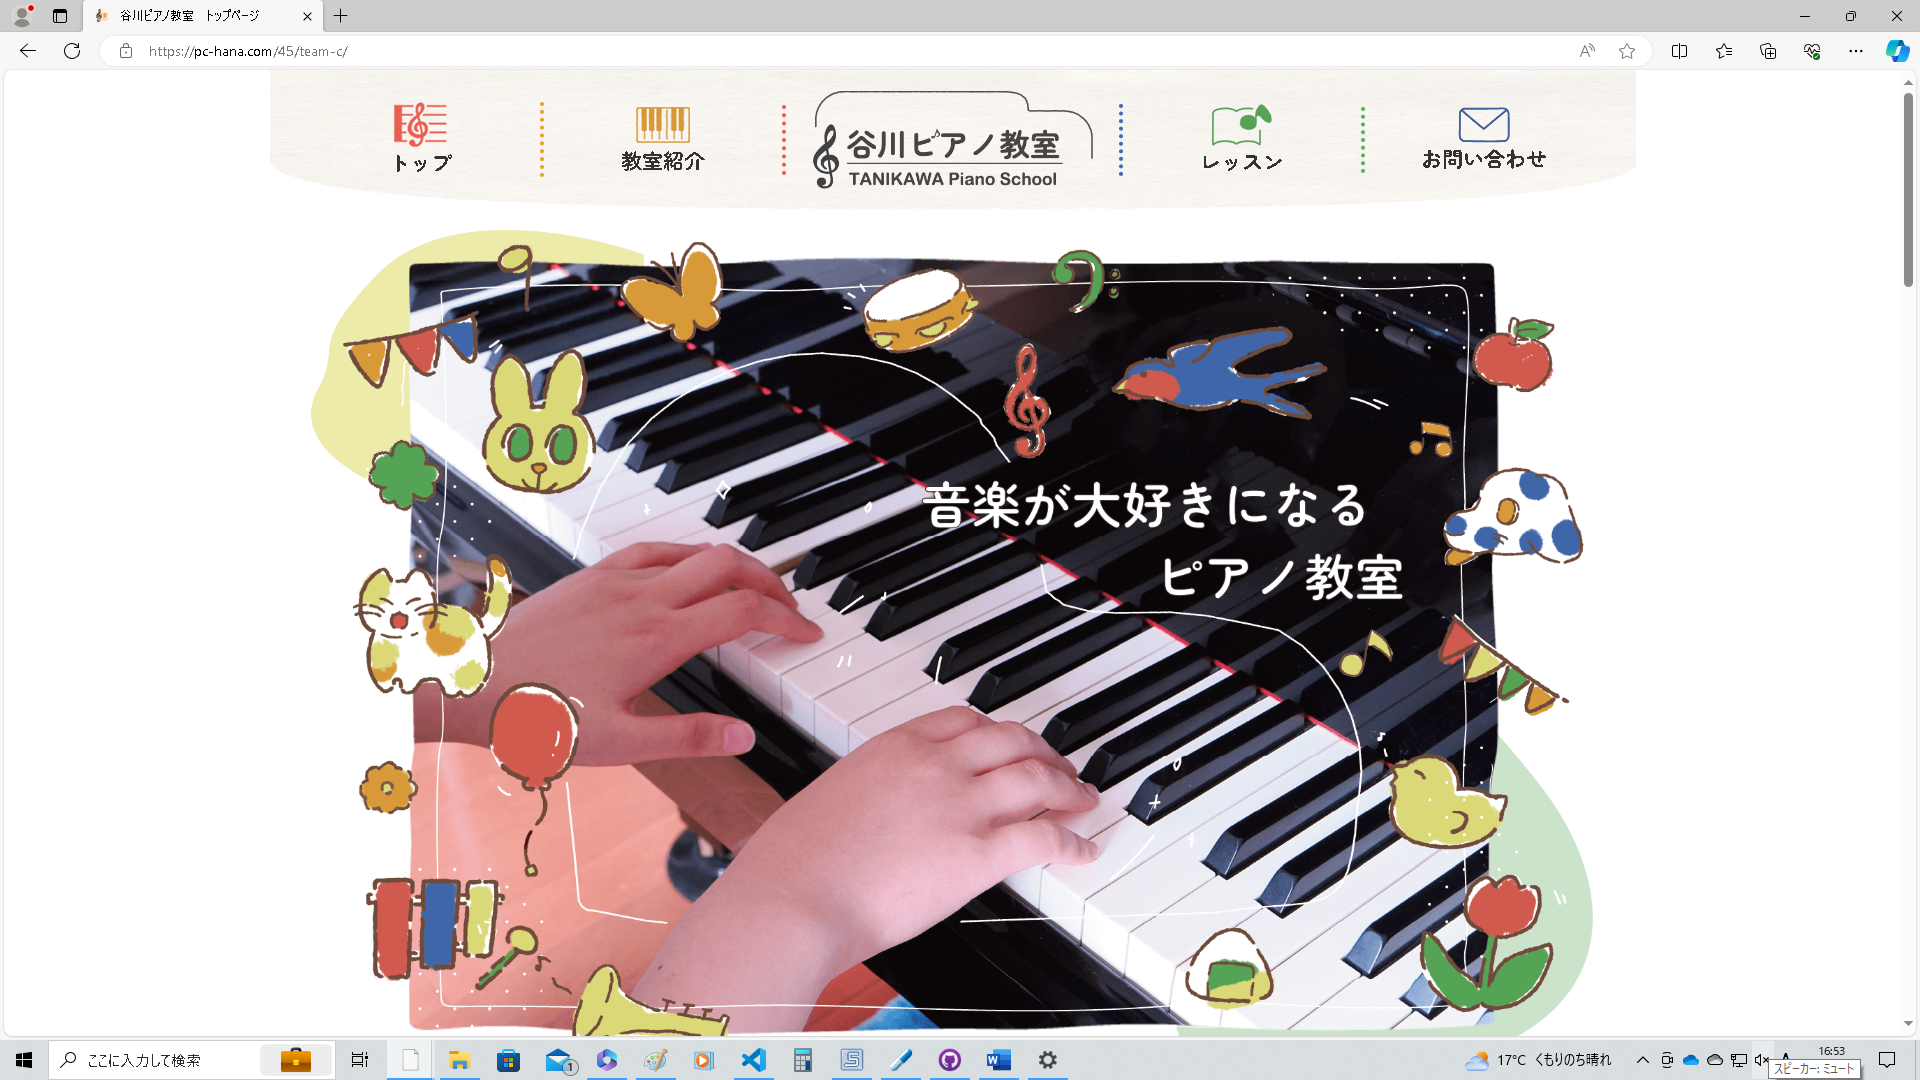 谷川ピアノ教室　トップページ
https://pc-hana.com/45/team-c/
トップ
教室紹介
谷川ピアノ教室
TANIKAWA Piano School
レッスン
お問い合わせ
音楽が大好きになる
ピアノ教室
ここに入力して検索
1
17°C くもりのち晴れ
16:53
スピーカー: ミュート